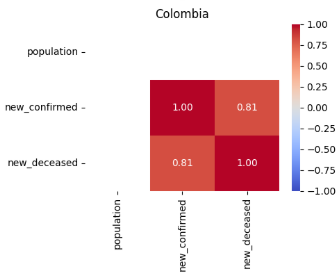 Colombia
population
new_confirmed
new_deceased
1.00 0.81
0.81 1.00
population
new_confirmed
new_deceased
1.00
0.75
0.50
0.25
0.00
−0.25
−0.50
−0.75
−1.00